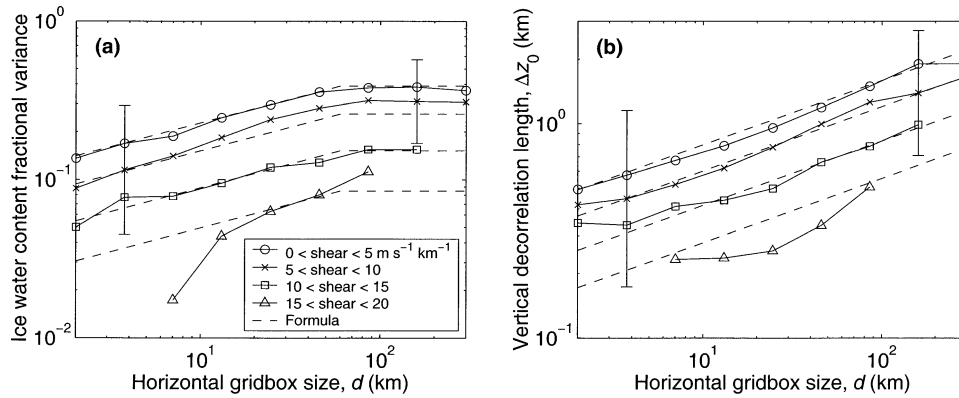 (a)
Ice water content fractional variance
10^0
10^-1
10^-2
10^1
10^2
Horizontal gridbox size, d (km)
0 < shear < 5 m s^-1 km^-1
5 < shear < 10
10 < shear < 15
15 < shear < 20
Formula
(b)
Vertical decorrelation length, Δz_0 (km)
10^0
10^-1
10^1
10^2
Horizontal gridbox size, d (km)